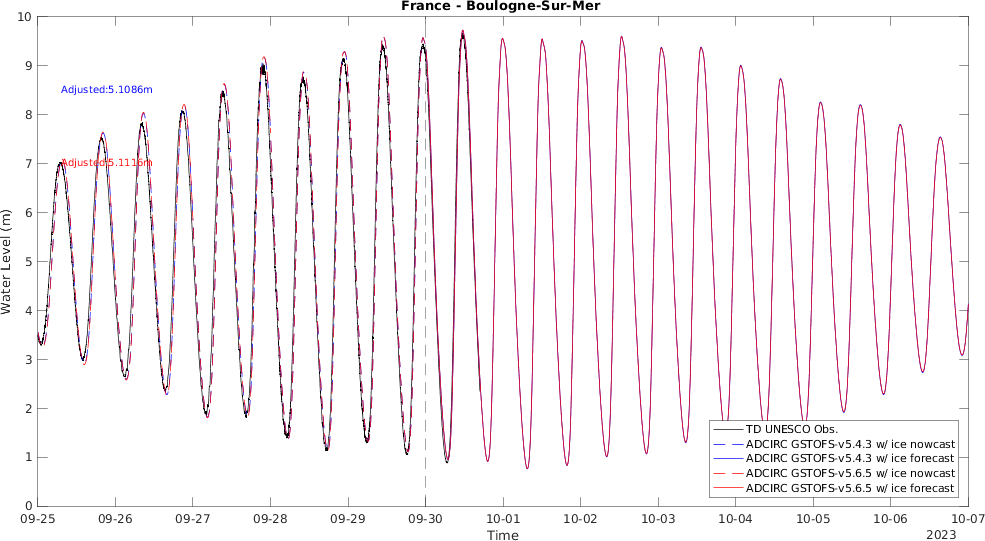 France - Boulogne-Sur-Mer
10
9
8
7
6
5
4
3
2
1
0
Water Level (m)
Adjusted:5.1086m
Adjusted:5.1116m
TD UNESCO Obs.
ADCIRC GSTOFS-v5.4.3 w/ ice nowcast
ADCIRC GSTOFS-v5.4.3 w/ ice forecast
ADCIRC GSTOFS-v5.6.5 w/ ice nowcast
ADCIRC GSTOFS-v5.6.5 w/ ice forecast
09-25 09-26 09-27 09-28 09-29 09-30 10-01 10-02 10-03 10-04 10-05 10-06 10-07
Time
2023